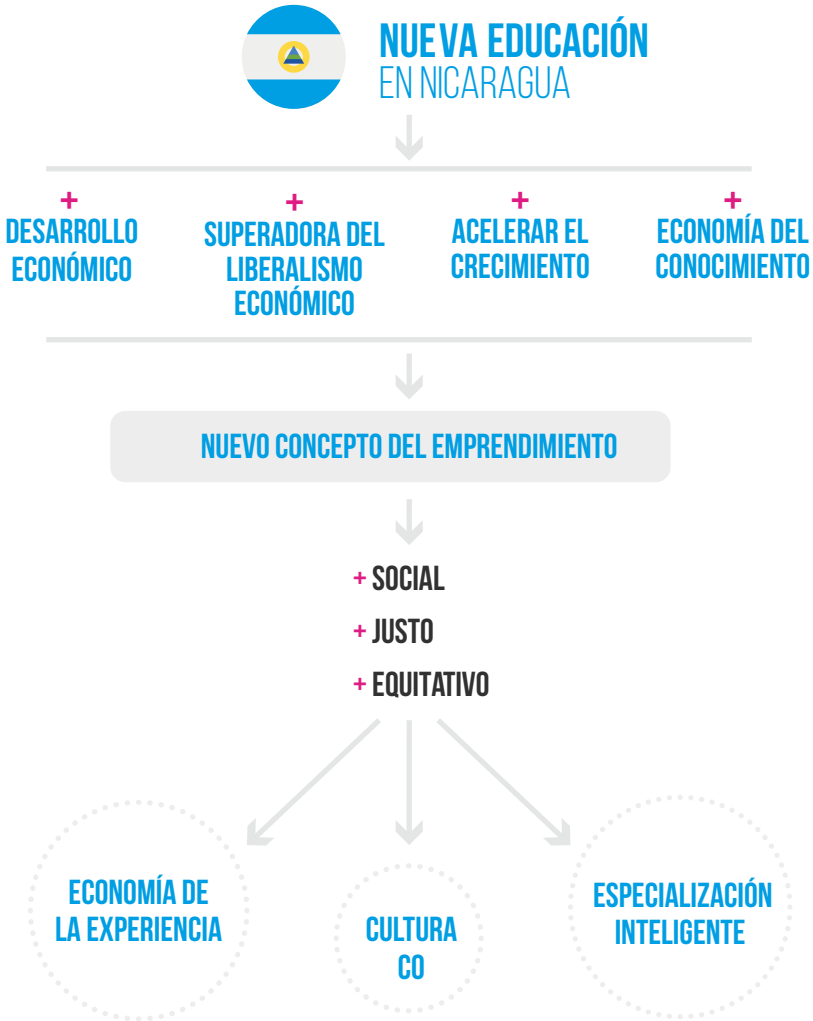 NUEVA EDUCACIÓN
EN NICARAGUA
+
DESARROLLO
ECONÓMICO
+
SUPERADORA DEL
LIBERALISMO
ECONÓMICO
+
ACELERAR EL
CRECIMIENTO
+
ECONOMÍA DEL
CONOCIMIENTO
NUEVO CONCEPTO DEL EMPRENDIMIENTO
+ SOCIAL
+ JUSTO
+ EQUITATIVO
ECONOMÍA DE
LA EXPERIENCIA
CULTURA
CO
ESPECIALIZACIÓN
INTELIGENTE